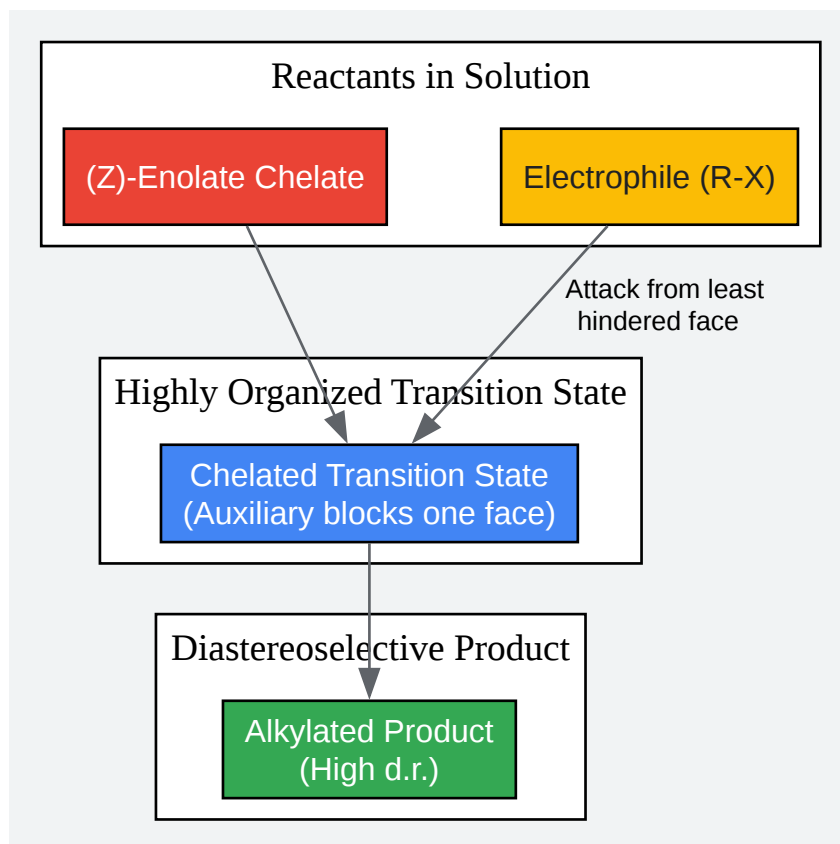 Reactants in Solution
(Z)-Enolate Chelate
Electrophile (R-X)
Attack from least
hindered face
Highly Organized Transition State
Chelated Transition State
(Auxiliary blocks one face)
Diastereoselective Product
Alkylated Product
(High d.r.)